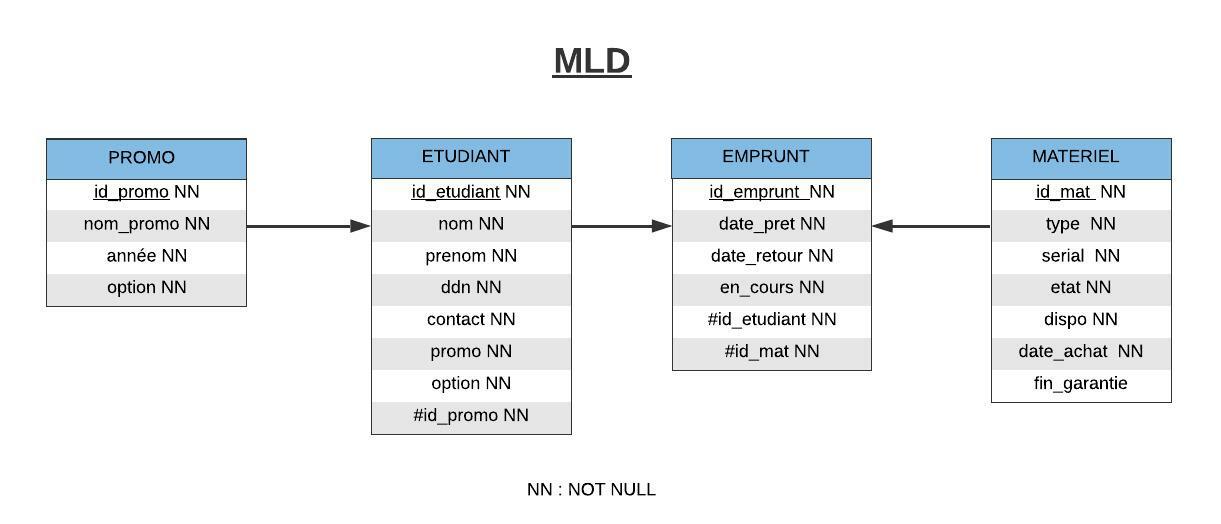 MLD
PROMO
id_promo NN
nom_promo NN
année NN
option NN
ETUDIANT
id_etudiant NN
nom NN
prenom NN
ddn NN
contact NN
promo NN
option NN
#id_promo NN
EMPRUNT
id_emprunt NN
date_pret NN
date_retour NN
en_cours NN
#id_etudiant NN
#id_mat NN
MATERIEL
id_mat NN
type NN
serial NN
etat NN
dispo NN
date_achat NN
fin_garantie
NN : NOT NULL